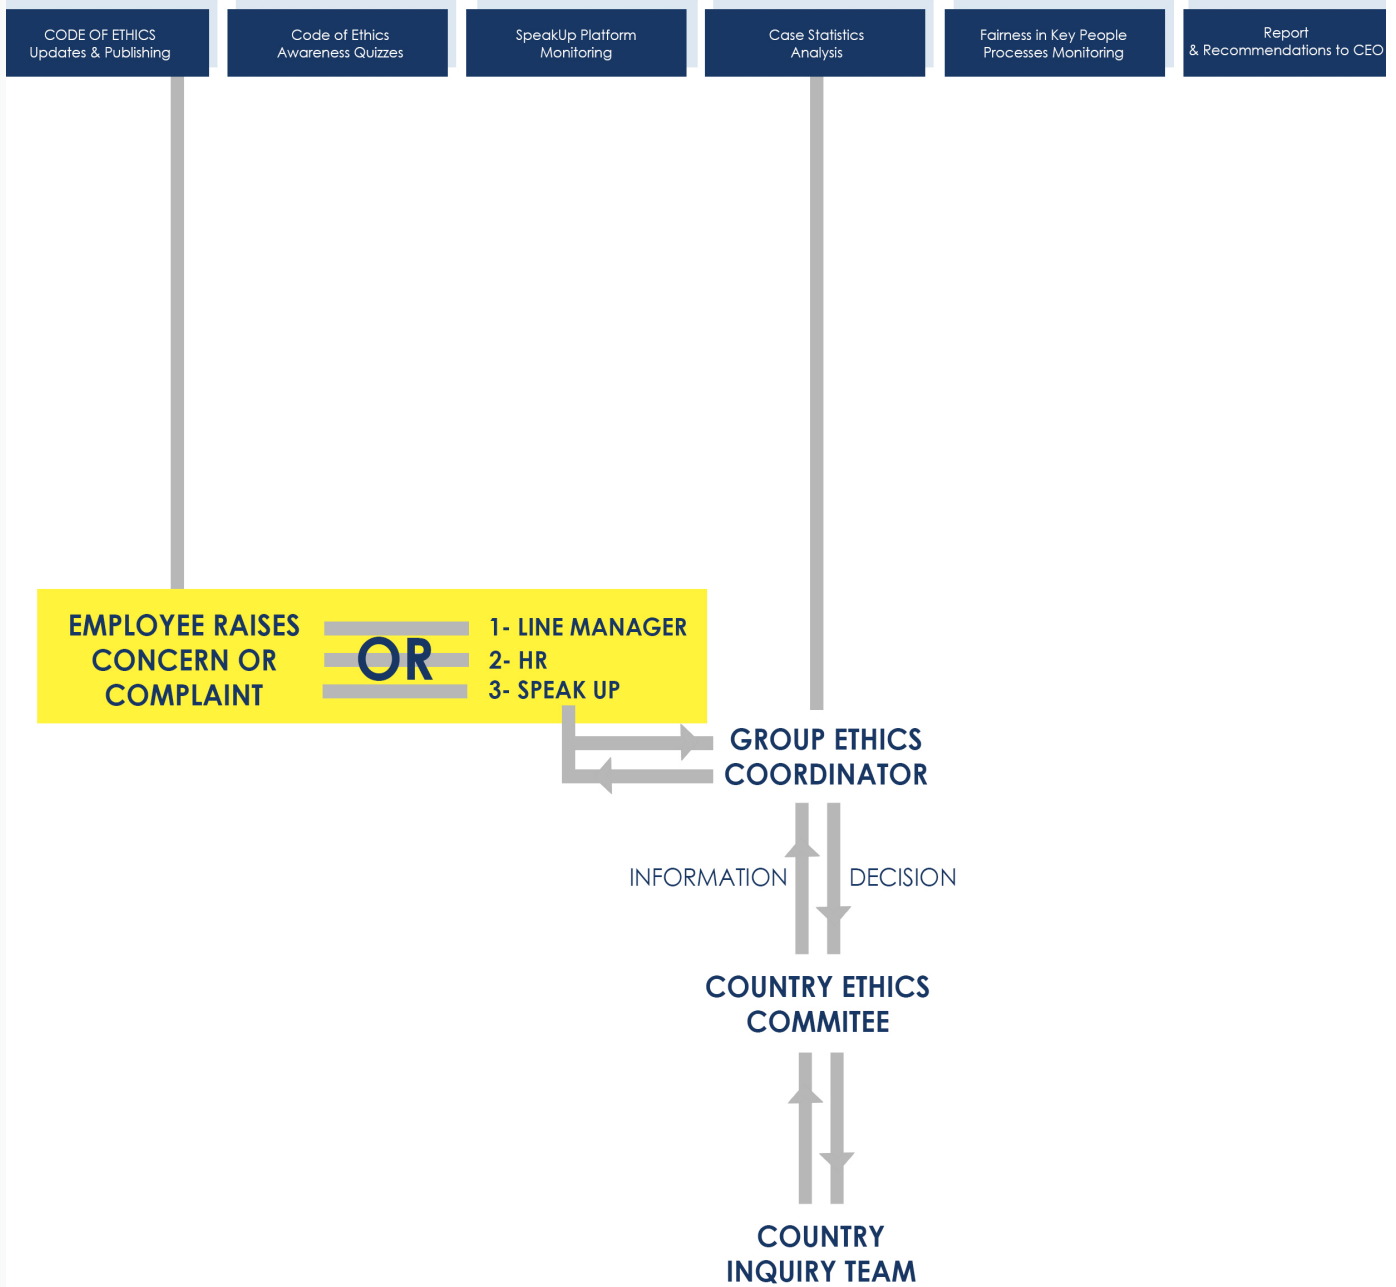 CODE OF ETHICS
Updates & Publishing
Code of Ethics
Awareness Quizzes
SpeakUp Platform
Monitoring
Case Statistics
Analysis
Fairness in Key People
Processes Monitoring
Report
& Recommendations to CEO
EMPLOYEE RAISES
CONCERN OR
COMPLAINT
OR
1- LINE MANAGER
2- HR
3- SPEAK UP
GROUP ETHICS
COORDINATOR
INFORMATION
DECISION
COUNTRY ETHICS
COMMITEE
COUNTRY
INQUIRY TEAM